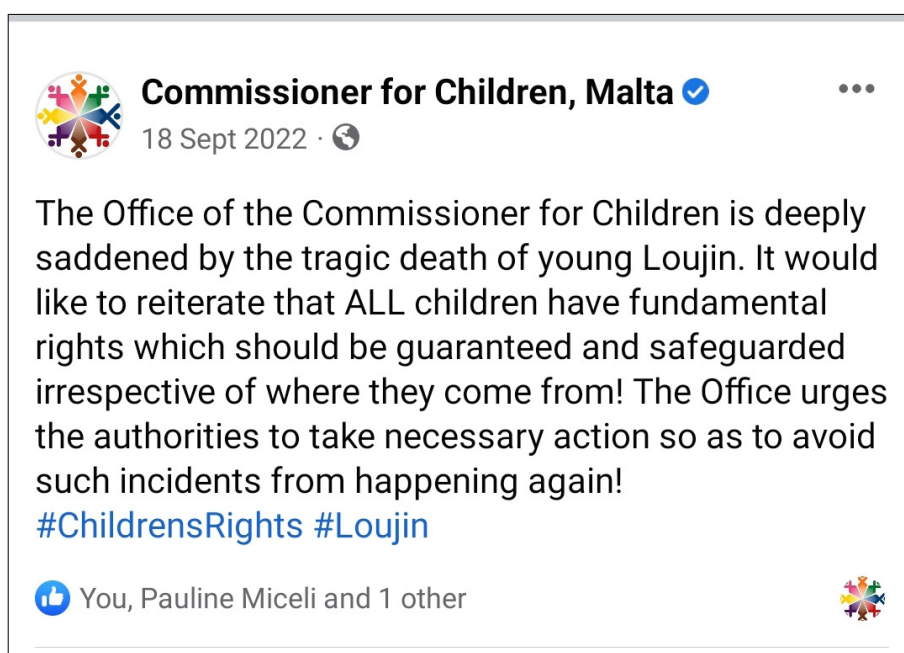 Commissioner for Children, Malta
18 Sept 2022 ·
The Office of the Commissioner for Children is deeply
saddened by the tragic death of young Loujin. It would
like to reiterate that ALL children have fundamental
rights which should be guaranteed and safeguarded
irrespective of where they come from! The Office urges
the authorities to take necessary action so as to avoid
such incidents from happening again!
#ChildrensRights #Loujin
You, Pauline Miceli and 1 other